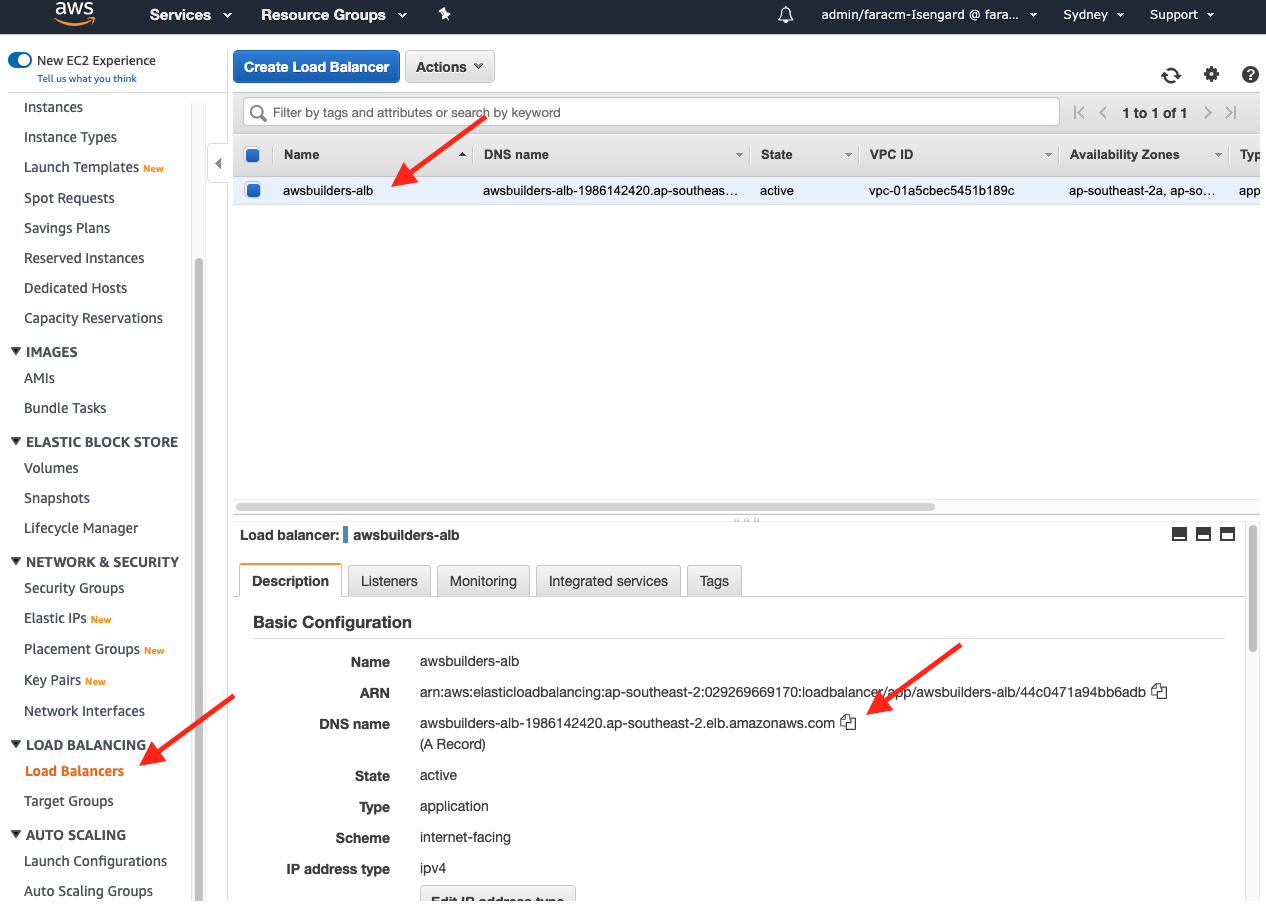 aws
Services
Resource Groups
admin/faracm-Isengard @ fara...
Sydney
Support
New EC2 Experience
Tell us what you think
Instances
Instance Types
Launch Templates New
Spot Requests
Savings Plans
Reserved Instances
Dedicated Hosts
Capacity Reservations
IMAGES
AMIs
Bundle Tasks
ELASTIC BLOCK STORE
Volumes
Snapshots
Lifecycle Manager
NETWORK & SECURITY
Security Groups
Elastic IPs New
Placement Groups New
Key Pairs New
Network Interfaces
LOAD BALANCING
Load Balancers
Target Groups
AUTO SCALING
Launch Configurations
Auto Scaling Groups
Create Load Balancer
Actions
Filter by tags and attributes or search by keyword
1 to 1 of 1
Name DNS name State VPC ID Availability Zones Typ
awsbuilders-alb awsbuilders-alb-1986142420.ap-southeas... active vpc-01a5cbec5451b189c ap-southeast-2a, ap-so... app
Load balancer: awsbuilders-alb
Description Listeners Monitoring Integrated services Tags
Basic Configuration
Name awsbuilders-alb
ARN arn:aws:elasticloadbalancing:ap-southeast-2:029269669170:loadbalancer/app/awsbuilders-alb/44c0471a94bb6adb
DNS name awsbuilders-alb-1986142420.ap-southeast-2.elb.amazonaws.com
(A Record)
State active
Type application
Scheme internet-facing
IP address type ipv4
Edit IP address type